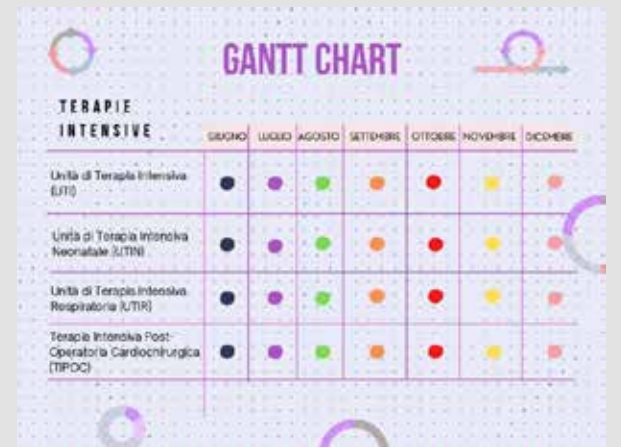 GANTT CHART
TERAPIE
INTENSIVE
GIUGNO LUGLIO AGOSTO SETTEMBRE OTTOBRE NOVEMBRE DICEMBRE
Unità di Terapia Intensiva
(UTI)
Unità di Terapia Intensiva
Neonatale (UTIN)
Unità di Terapia Intensiva
Respiratoria (UTIR)
Terapia Intensiva Post-
Operatoria Cardiochirurgica
(TIPOC)